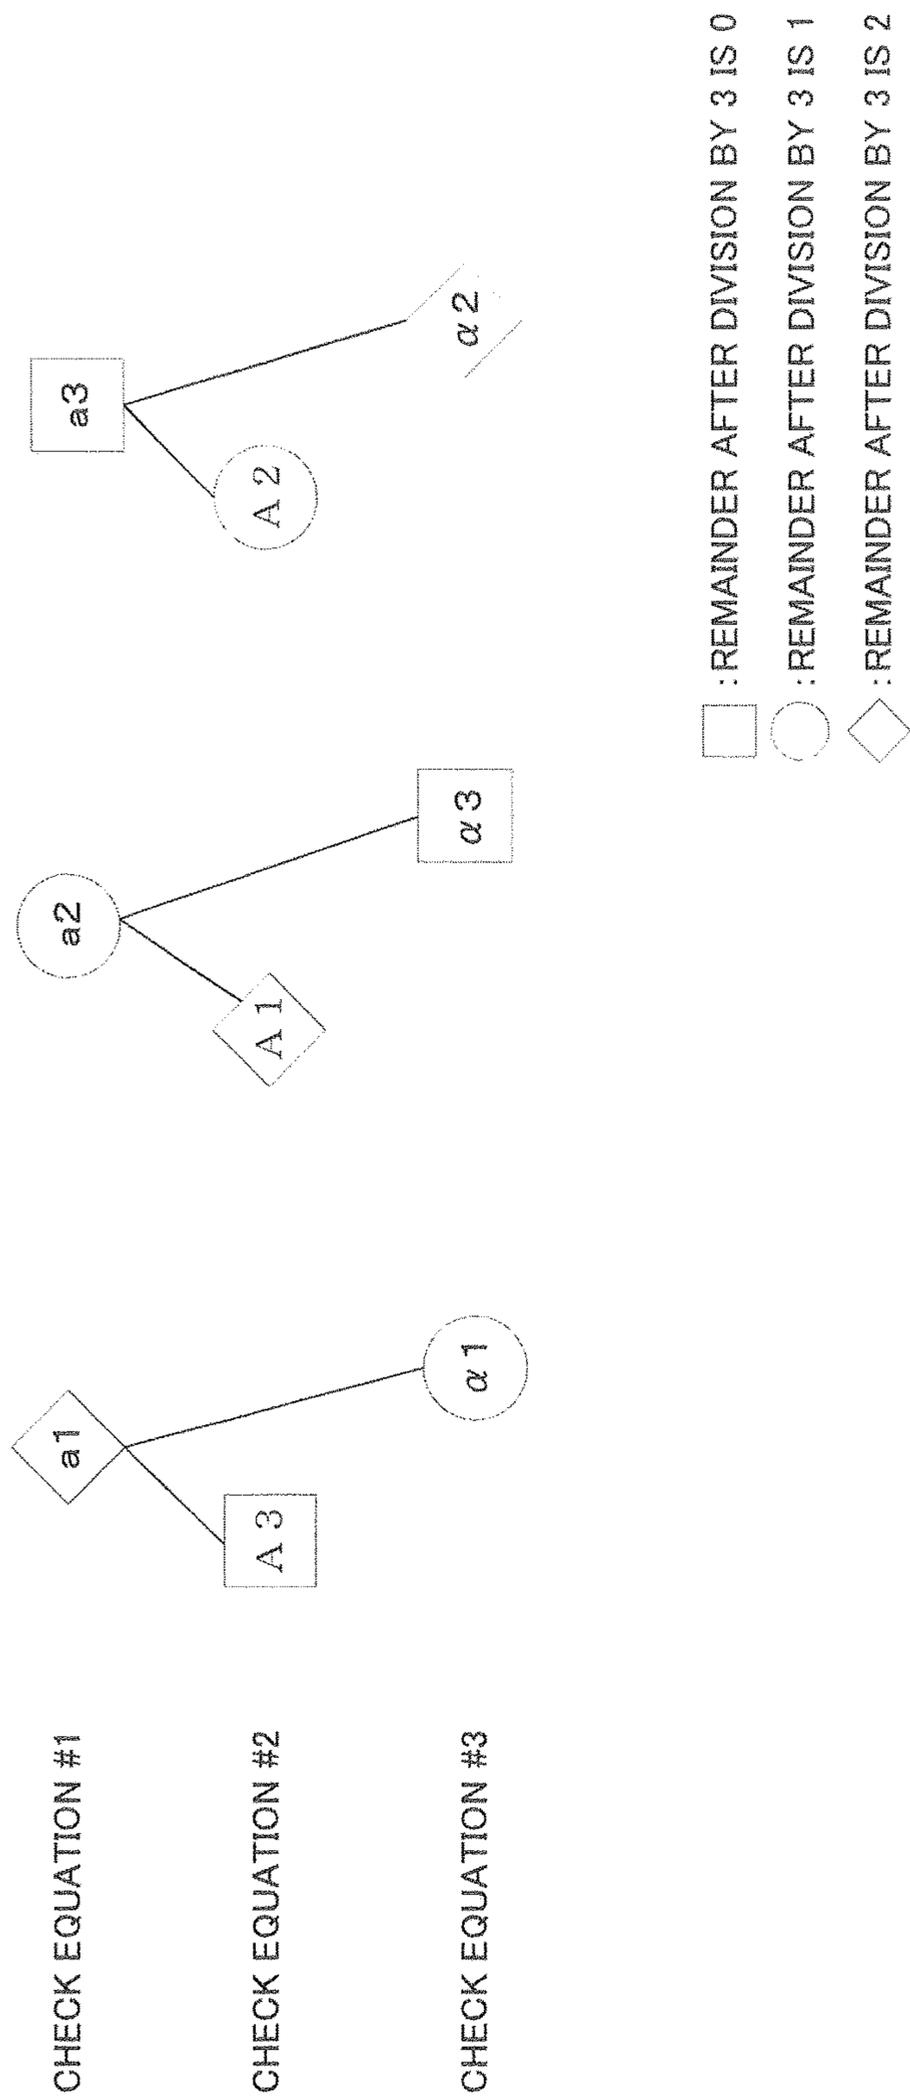 CHECK EQUATION #1
a1
a2
a3
CHECK EQUATION #2
A 3
A 1
A 2
CHECK EQUATION #3
α 1
α 3
α 2
: REMAINDER AFTER DIVISION BY 3 IS 0
: REMAINDER AFTER DIVISION BY 3 IS 1
: REMAINDER AFTER DIVISION BY 3 IS 2